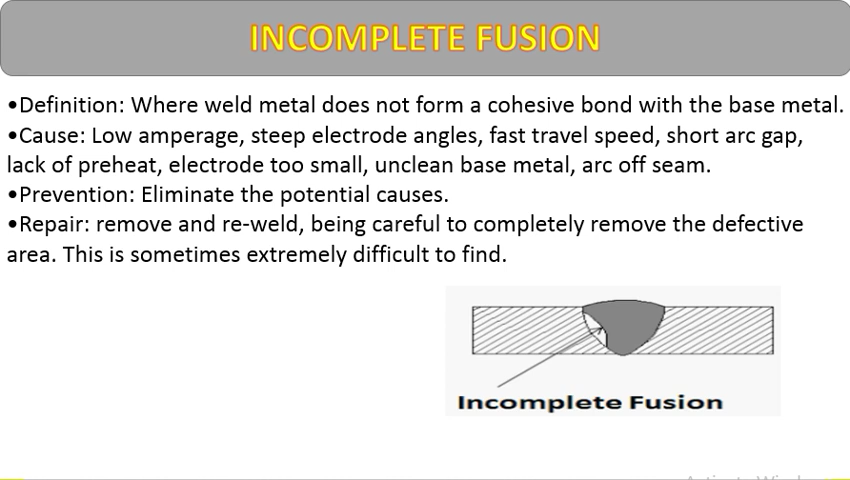 INCOMPLETE FUSION
•Definition: Where weld metal does not form a cohesive bond with the base metal.
•Cause: Low amperage, steep electrode angles, fast travel speed, short arc gap,
lack of preheat, electrode too small, unclean base metal, arc off seam.
•Prevention: Eliminate the potential causes.
•Repair: remove and re-weld, being careful to completely remove the defective
area. This is sometimes extremely difficult to find.
Incomplete Fusion